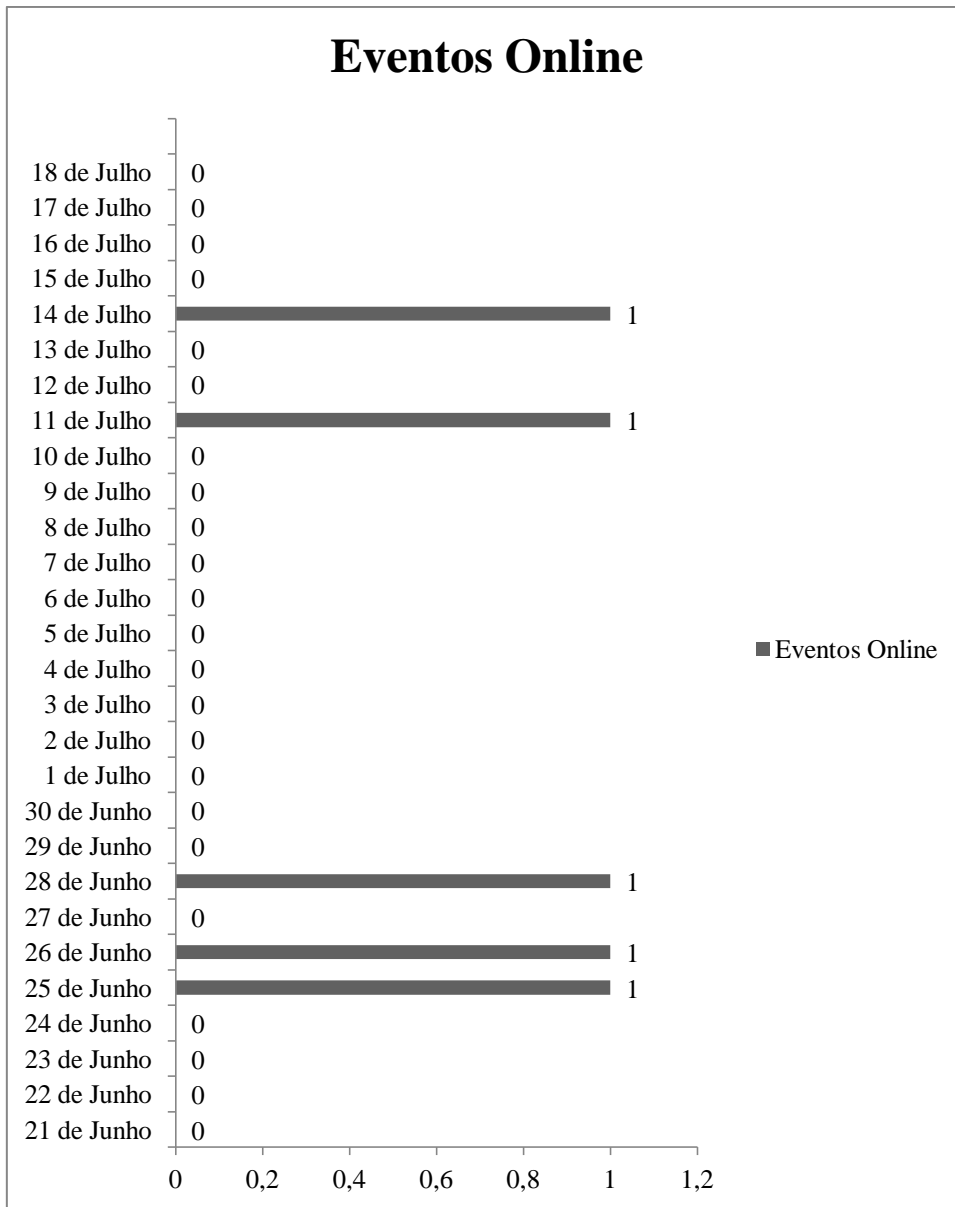 Eventos Online
18 de Julho 0
17 de Julho 0
16 de Julho 0
15 de Julho 0
14 de Julho 1
13 de Julho 0
12 de Julho 0
11 de Julho 1
10 de Julho 0
9 de Julho 0
8 de Julho 0
7 de Julho 0
6 de Julho 0
5 de Julho 0
4 de Julho 0
3 de Julho 0
2 de Julho 0
1 de Julho 0
30 de Junho 0
29 de Junho 0
28 de Junho 1
27 de Junho 0
26 de Junho 1
25 de Junho 1
24 de Junho 0
23 de Junho 0
22 de Junho 0
21 de Junho 0
0 0,2 0,4 0,6 0,8 1 1,2
Eventos Online